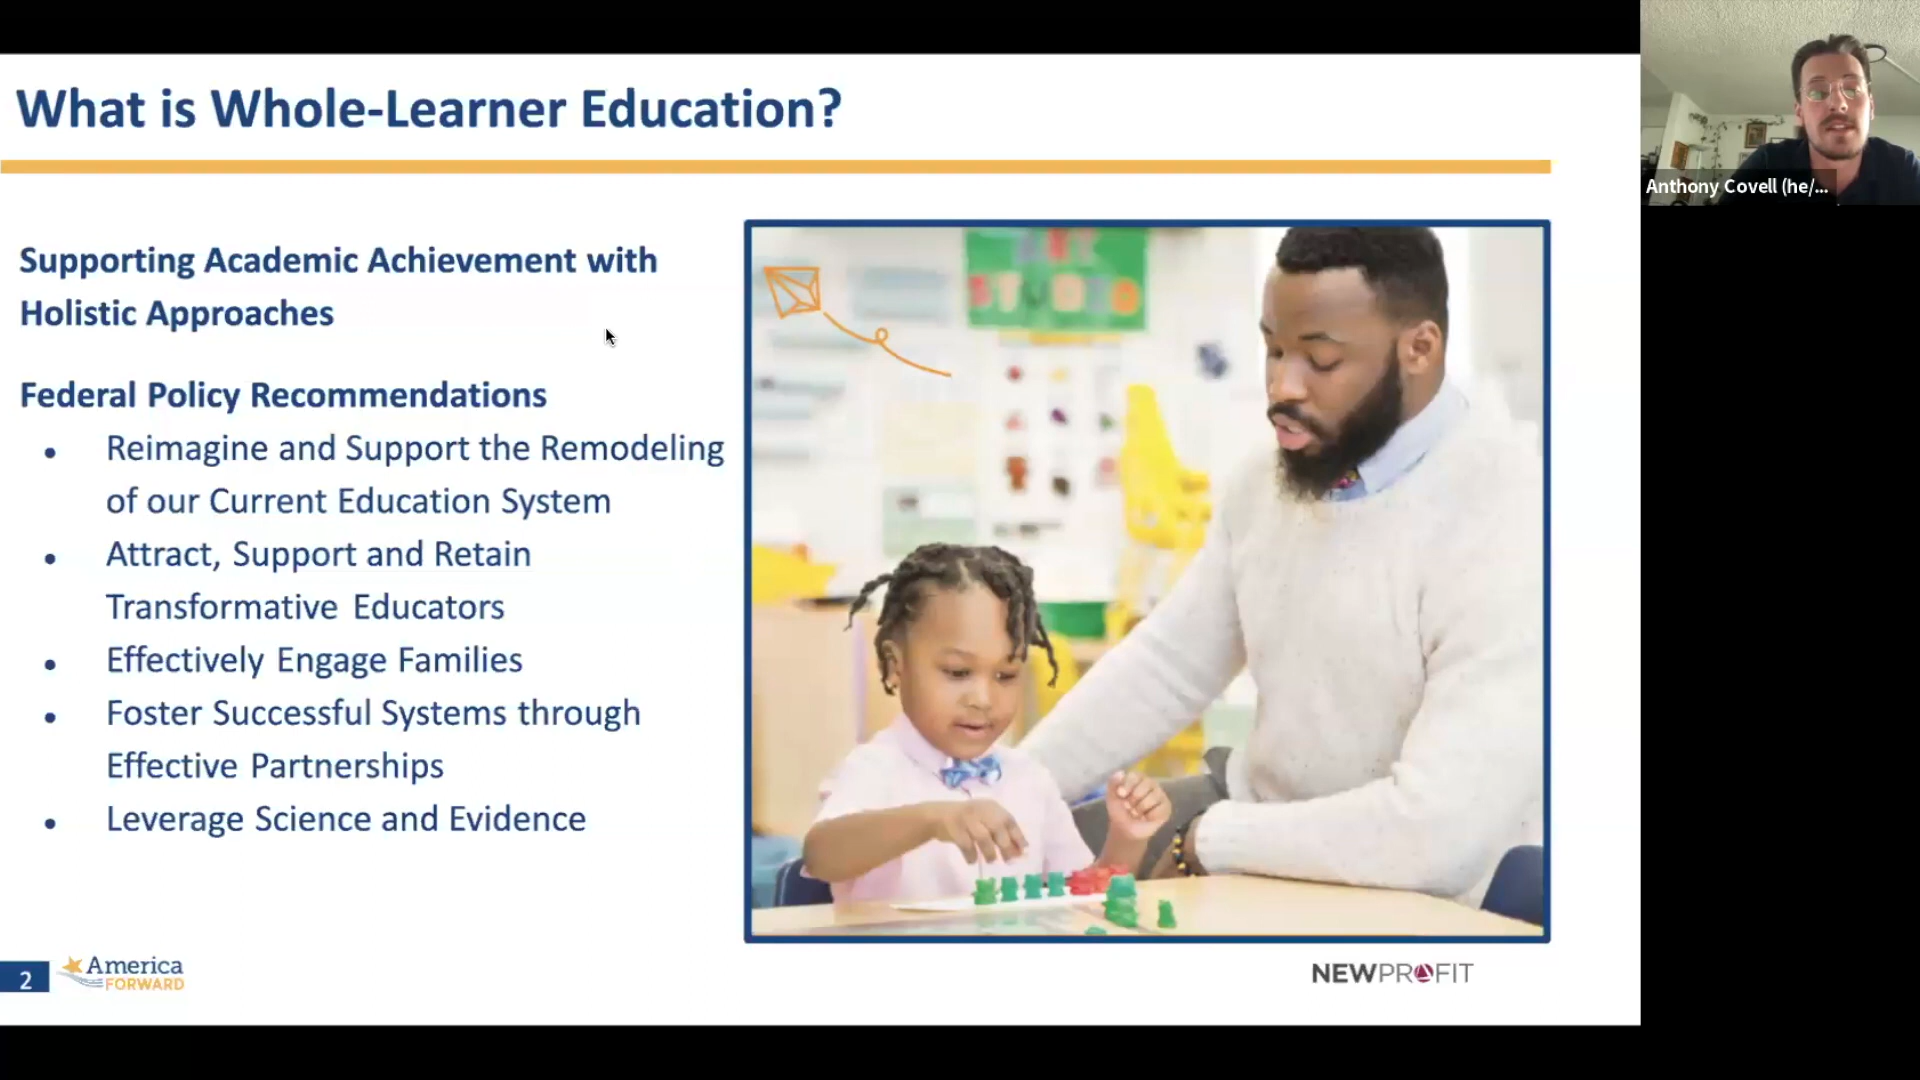 What is Whole-Learner Education?
Anthony Covell (he/...
Supporting Academic Achievement with
Holistic Approaches
Federal Policy Recommendations
• Reimagine and Support the Remodeling
of our Current Education System
• Attract, Support and Retain
Transformative Educators
• Effectively Engage Families
• Foster Successful Systems through
Effective Partnerships
• Leverage Science and Evidence
ART
STUDIO
2
America
FORWARD
NEWPROFIT